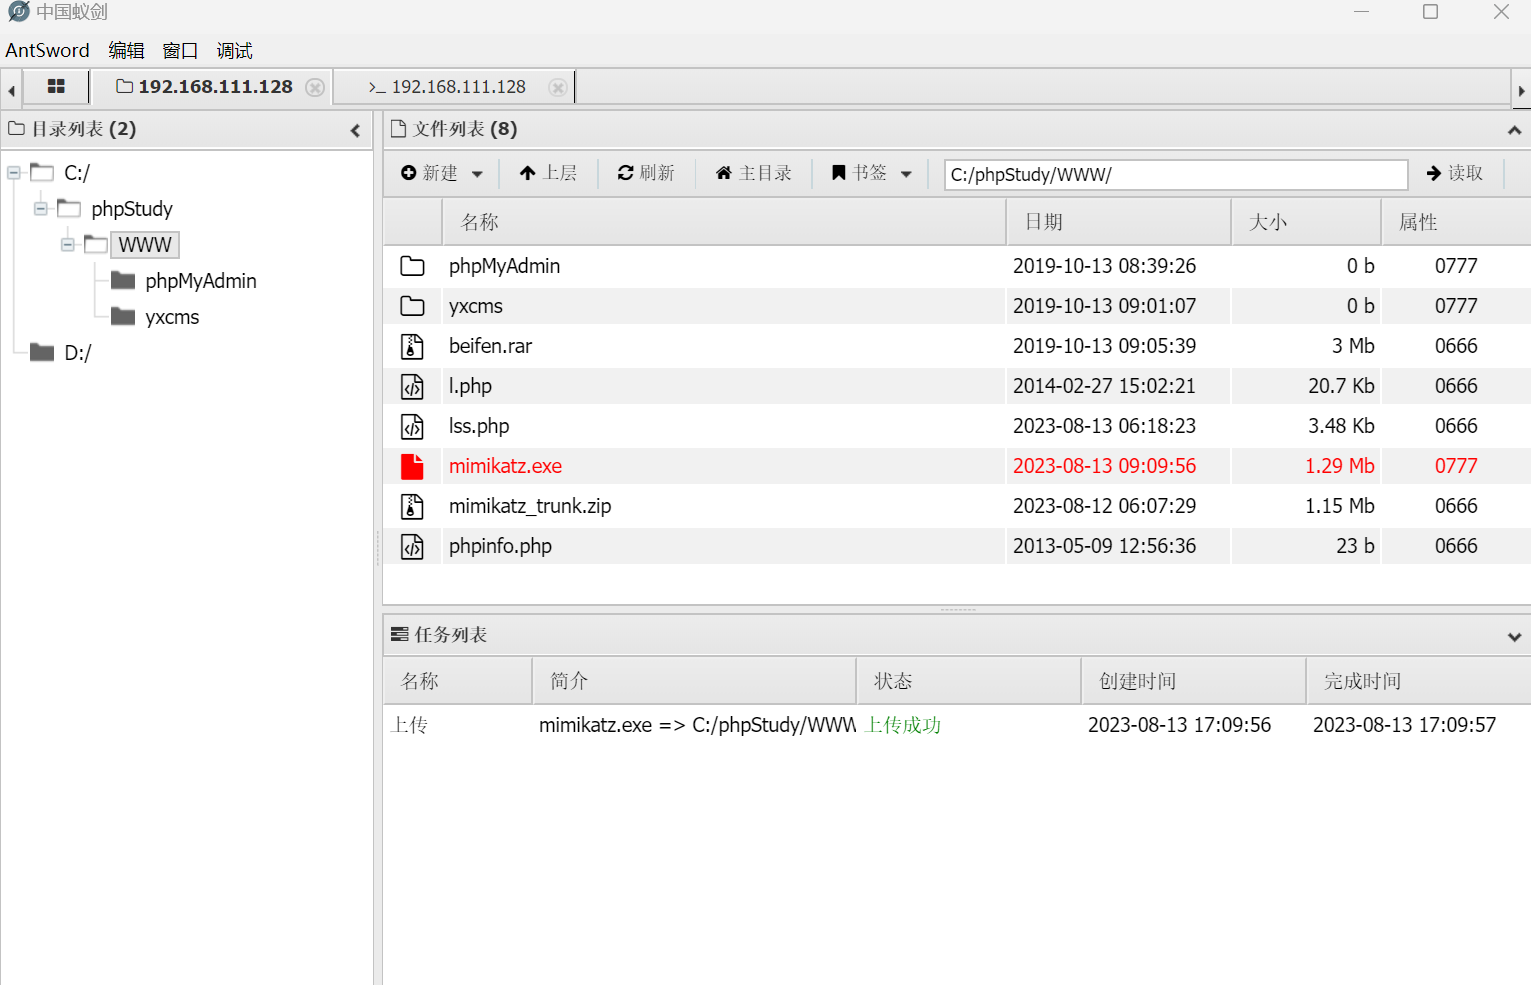 中国蚁剑
AntSword 编辑 窗口 调试
192.168.111.128 >_ 192.168.111.128
目录列表 (2)
C:/
phpStudy
WWW
phpMyAdmin
yxcms
D:/
文件列表 (8)
新建 上层 刷新 主目录 书签 C:/phpStudy/WWW/ 读取
名称 日期 大小 属性
phpMyAdmin 2019-10-13 08:39:26 0 b 0777
yxcms 2019-10-13 09:01:07 0 b 0777
beifen.rar 2019-10-13 09:05:39 3 Mb 0666
l.php 2014-02-27 15:02:21 20.7 Kb 0666
lss.php 2023-08-13 06:18:23 3.48 Kb 0666
mimikatz.exe 2023-08-13 09:09:56 1.29 Mb 0777
mimikatz_trunk.zip 2023-08-12 06:07:29 1.15 Mb 0666
phpinfo.php 2013-05-09 12:56:36 23 b 0666
任务列表
名称 简介 状态 创建时间 完成时间
上传 mimikatz.exe => C:/phpStudy/WWW 上传成功 2023-08-13 17:09:56 2023-08-13 17:09:57